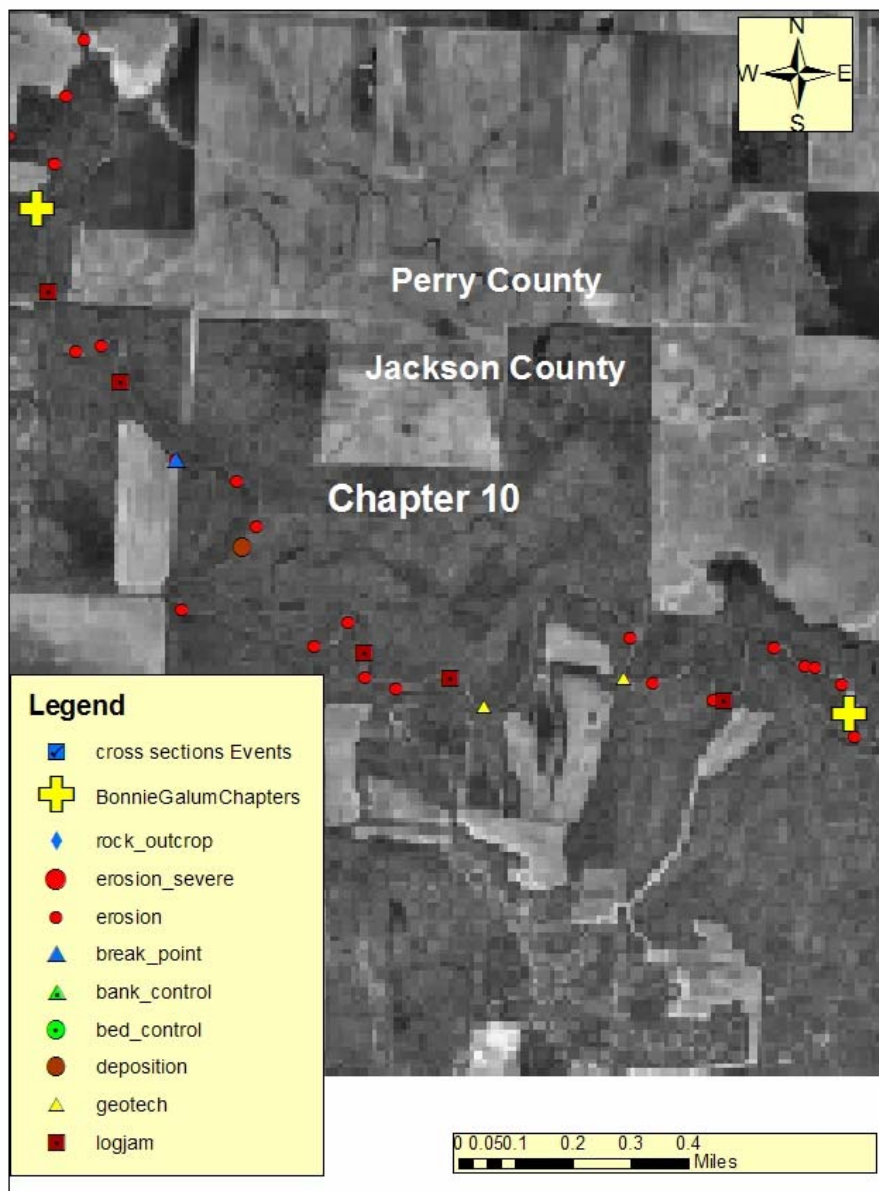 N
W E
S
Perry County
Jackson County
Chapter 10
Legend
cross sections Events
BonnieGalumChapters
rock_outcrop
erosion_severe
erosion
break_point
bank_control
bed_control
deposition
geotech
logjam
0 0.050.1 0.2 0.3 0.4
Miles